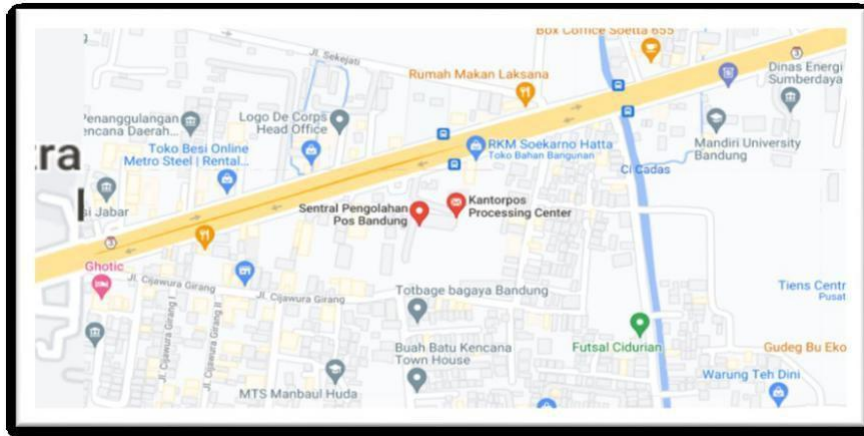 Box Coffice Soetta 655
Jl. Sekejati
Rumah Makan Laksana
3
Dinas Energi
Sumberdaya
Penanggulangan
encana Daerah...
Logo De Corps
Head Office
Toko Besi Online
Metro Steel | Rental...
RKM Soekarno Hatta
Toko Bahan Bangunan
Mandiri University
Bandung
tra
l
Ci Cadas
si Jabar
Sentral Pengolahan
Pos Bandung
Kantorpos
Processing Center
3
Ghotic
Jl. Cijawura Girang
Jl. Cijawura Girang
Jl. Cijawura Girang I
Jl. Cijawura Girang II
Totbage bagaya Bandung
Tiens Centr
Pusat
Buah Batu Kencana
Town House
Futsal Cidurian
Gudeg Bu Eko
MTS Manbaul Huda
Warung Teh Dini